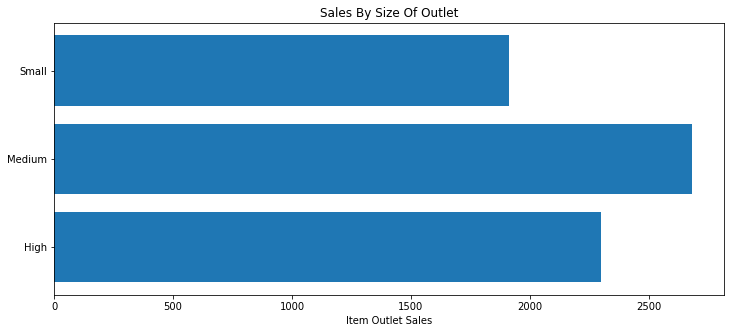 Sales By Size Of Outlet
Small
Medium
High
0 500 1000 1500 2000 2500
Item Outlet Sales